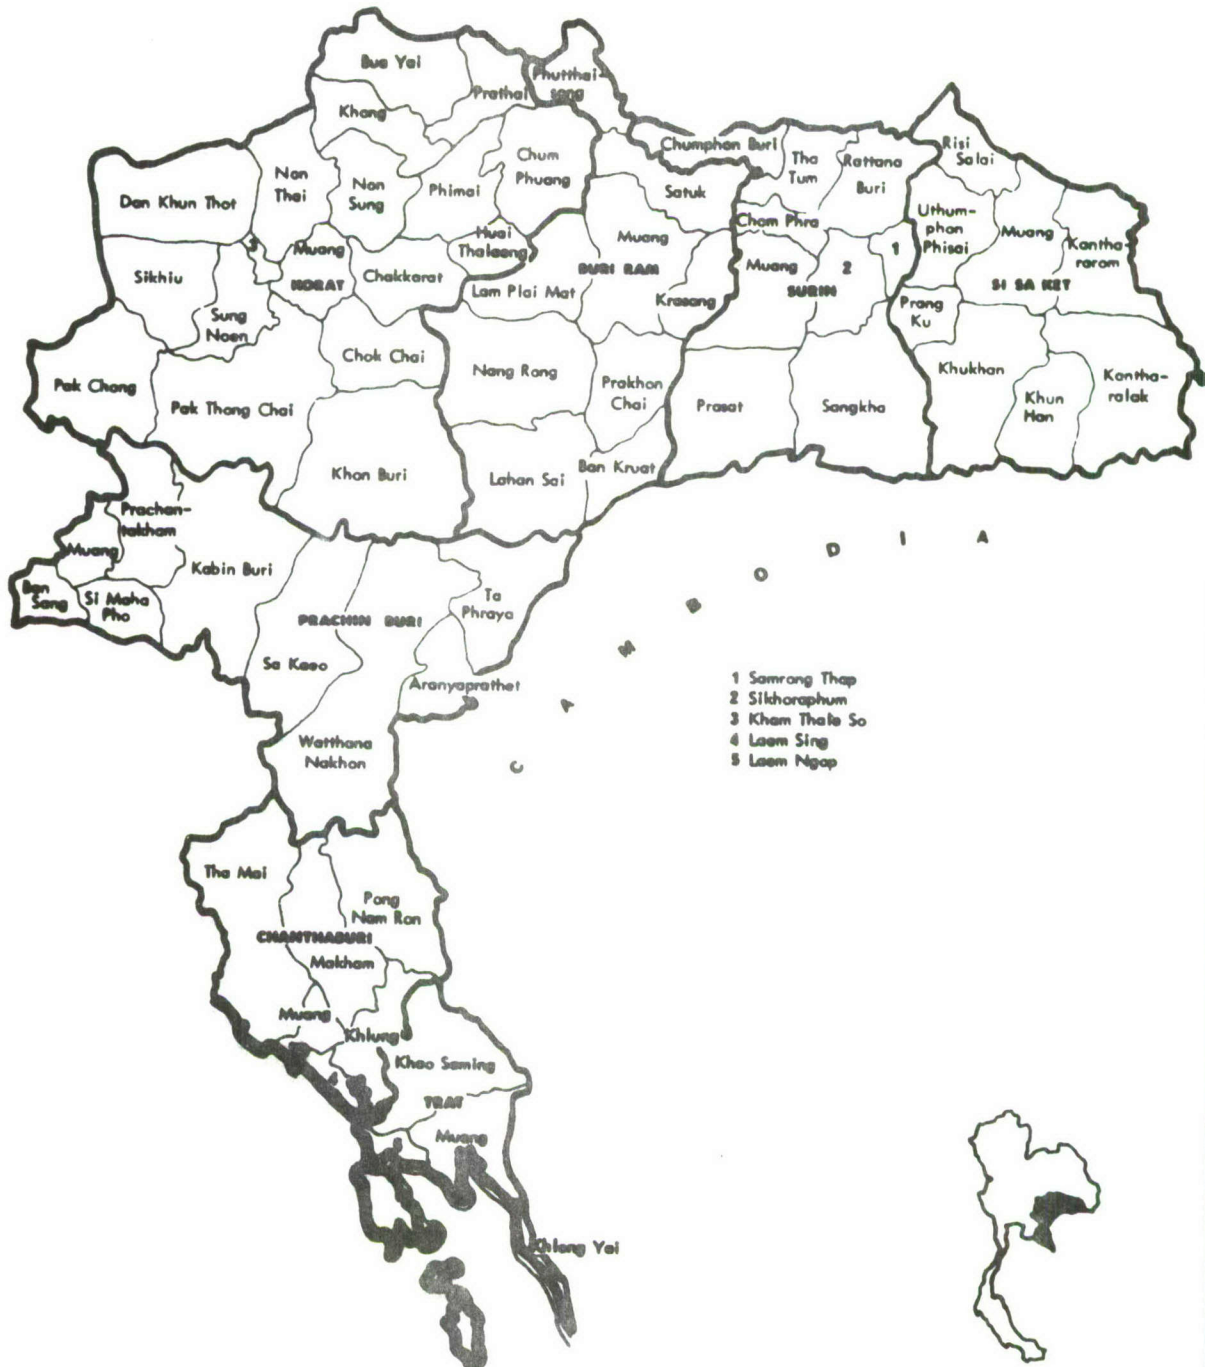 Bua Yai
Prathai
Phutthai-
song
Khong
Chum
Phuang
Chumphon Buri
Tha
Tum
Rattana
Buri
Risi
Salai
Dan Khun Thot
Non
Thai
Non
Sung
Phimai
Satuk
Uthum-
phon
Phisai
Muang
Kantha-
rarom
Huai
Thalaeng
Chom Phra
3
Muang
KORAT
Chakkarat
Muang
BURI RAM
Muang
SURIN
2
1
SI SA KET
Sikhiu
Sung
Noen
Lam Plai Mat
Krasang
Prang
Ku
Pak Chong
Pak Thong Chai
Chok Chai
Nang Rong
Prakhon
Chai
Prasat
Sangkha
Khukhan
Khun
Han
Kantha-
ralak
Khon Buri
Lahan Sai
Ban Kruat
Prachan-
takham
Muang
Kabin Buri
Ban
Sang
Si Maha
Pho
PRACHIN BURI
Ta
Phraya
Sa Kaeo
Aranyaprathet
Watthana
Nakhon
CAMBODIA
1 Samrong Thap
2 Sikhoraphum
3 Kham Thale So
4 Laem Sing
5 Laem Ngop
Tha Mai
Pong
Nam Ron
CHANTHABURI
Makham
Muang
Khlung
4
Khao Saming
TRAT
Muang
5
Khlong Yai